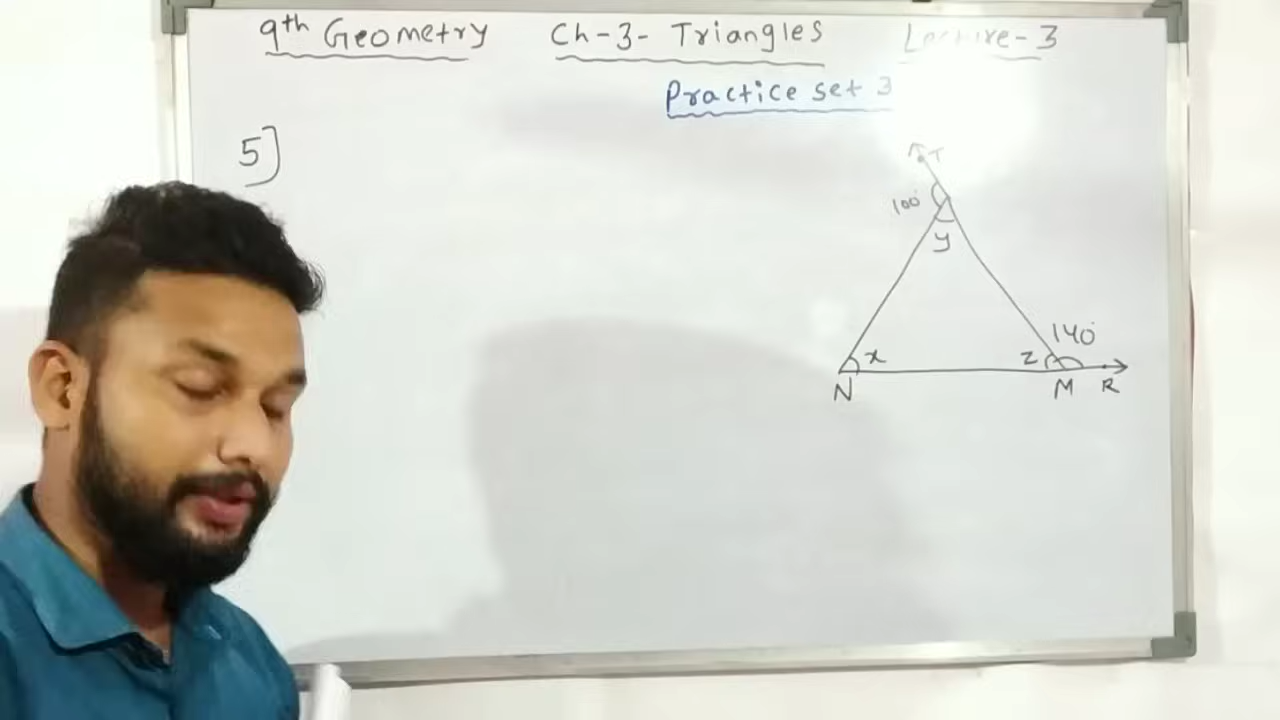 9th Geometry Ch-3- Triangles Lecture-3
Practice set 3
5]
T
100°
y
140°
x z
N M R